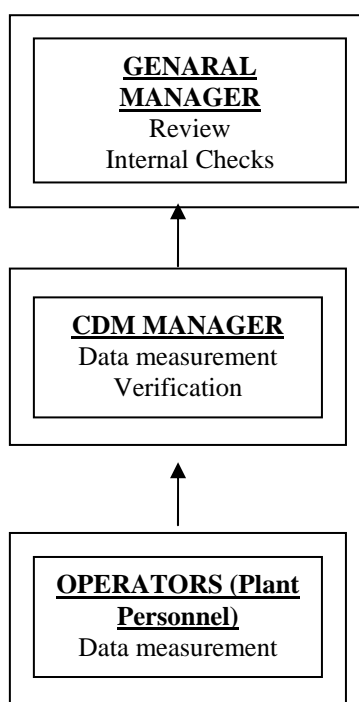 GENARAL
MANAGER
Review
Internal Checks
CDM MANAGER
Data measurement
Verification
OPERATORS (Plant
Personnel)
Data measurement